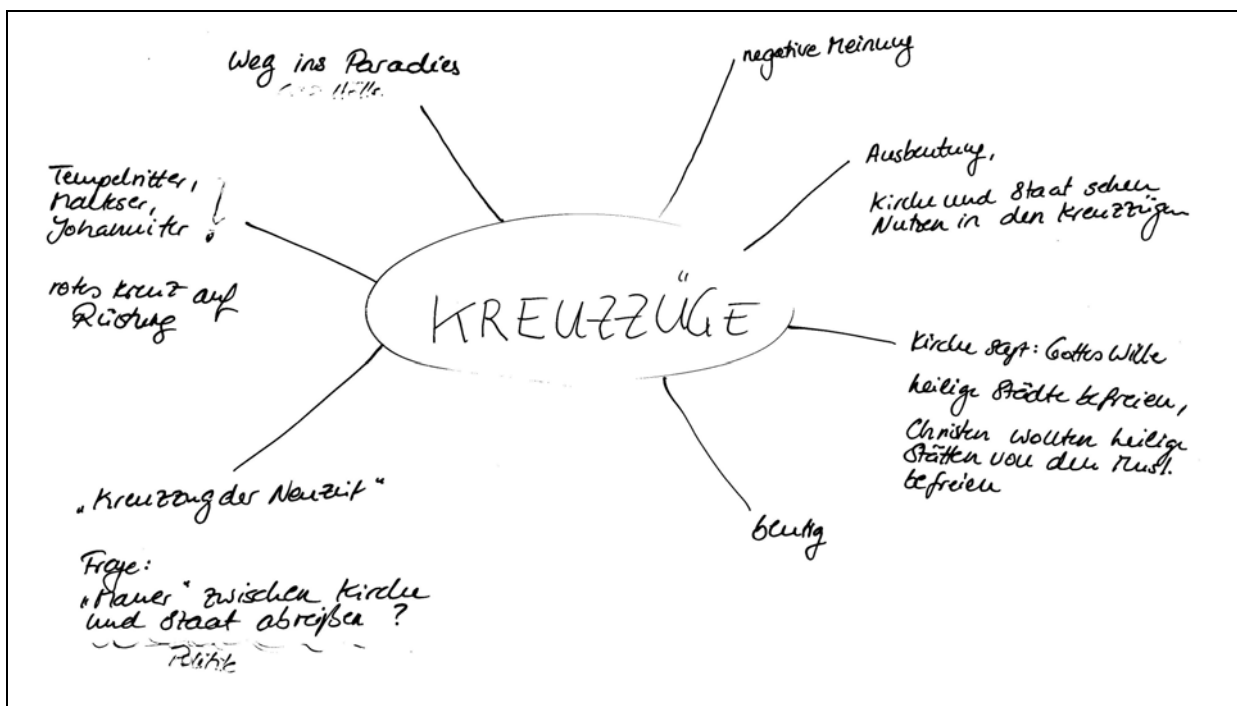 Weg ins Paradies
negative Meinung
Tempelritter,
Malteser,
Johanniter !
rotes Kreuz auf
Rüstung
Ausbeutung,
Kirche und Staat sehen
Nutzen in den Kreuzzügen
KREUZZÜGE
Kirche sagt: Gottes Wille
heilige Städte befreien,
Christen wollten heilige
Stätten von den Musl.
befreien
blutig
„Kreuzzug der Neuzeit“
Frage:
„Mauer“ zwischen Kirche
und Staat abreißen ?
Politik